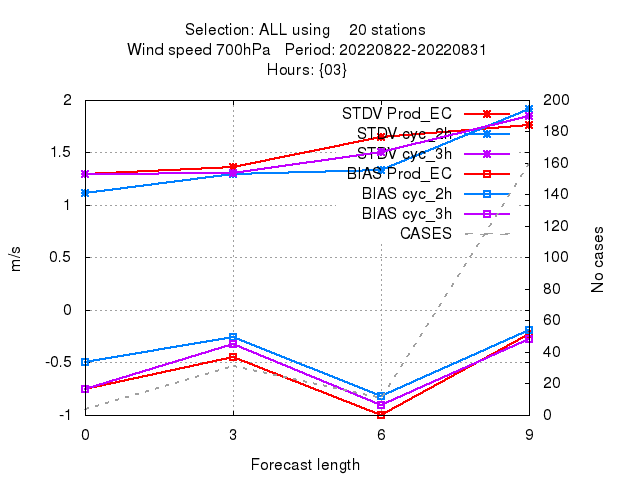 Selection: ALL using 20 stations
Wind speed 700hPa Period: 20220822-20220831
Hours: {03}
STDV Prod_EC
STDV cyc_2h
STDV cyc_3h
BIAS Prod_EC
BIAS cyc_2h
BIAS cyc_3h
CASES
2
1.5
1
0.5
0
-0.5
-1
m/s
200
180
160
140
120
100
80
60
40
20
0
No cases
0 3 6 9
Forecast length